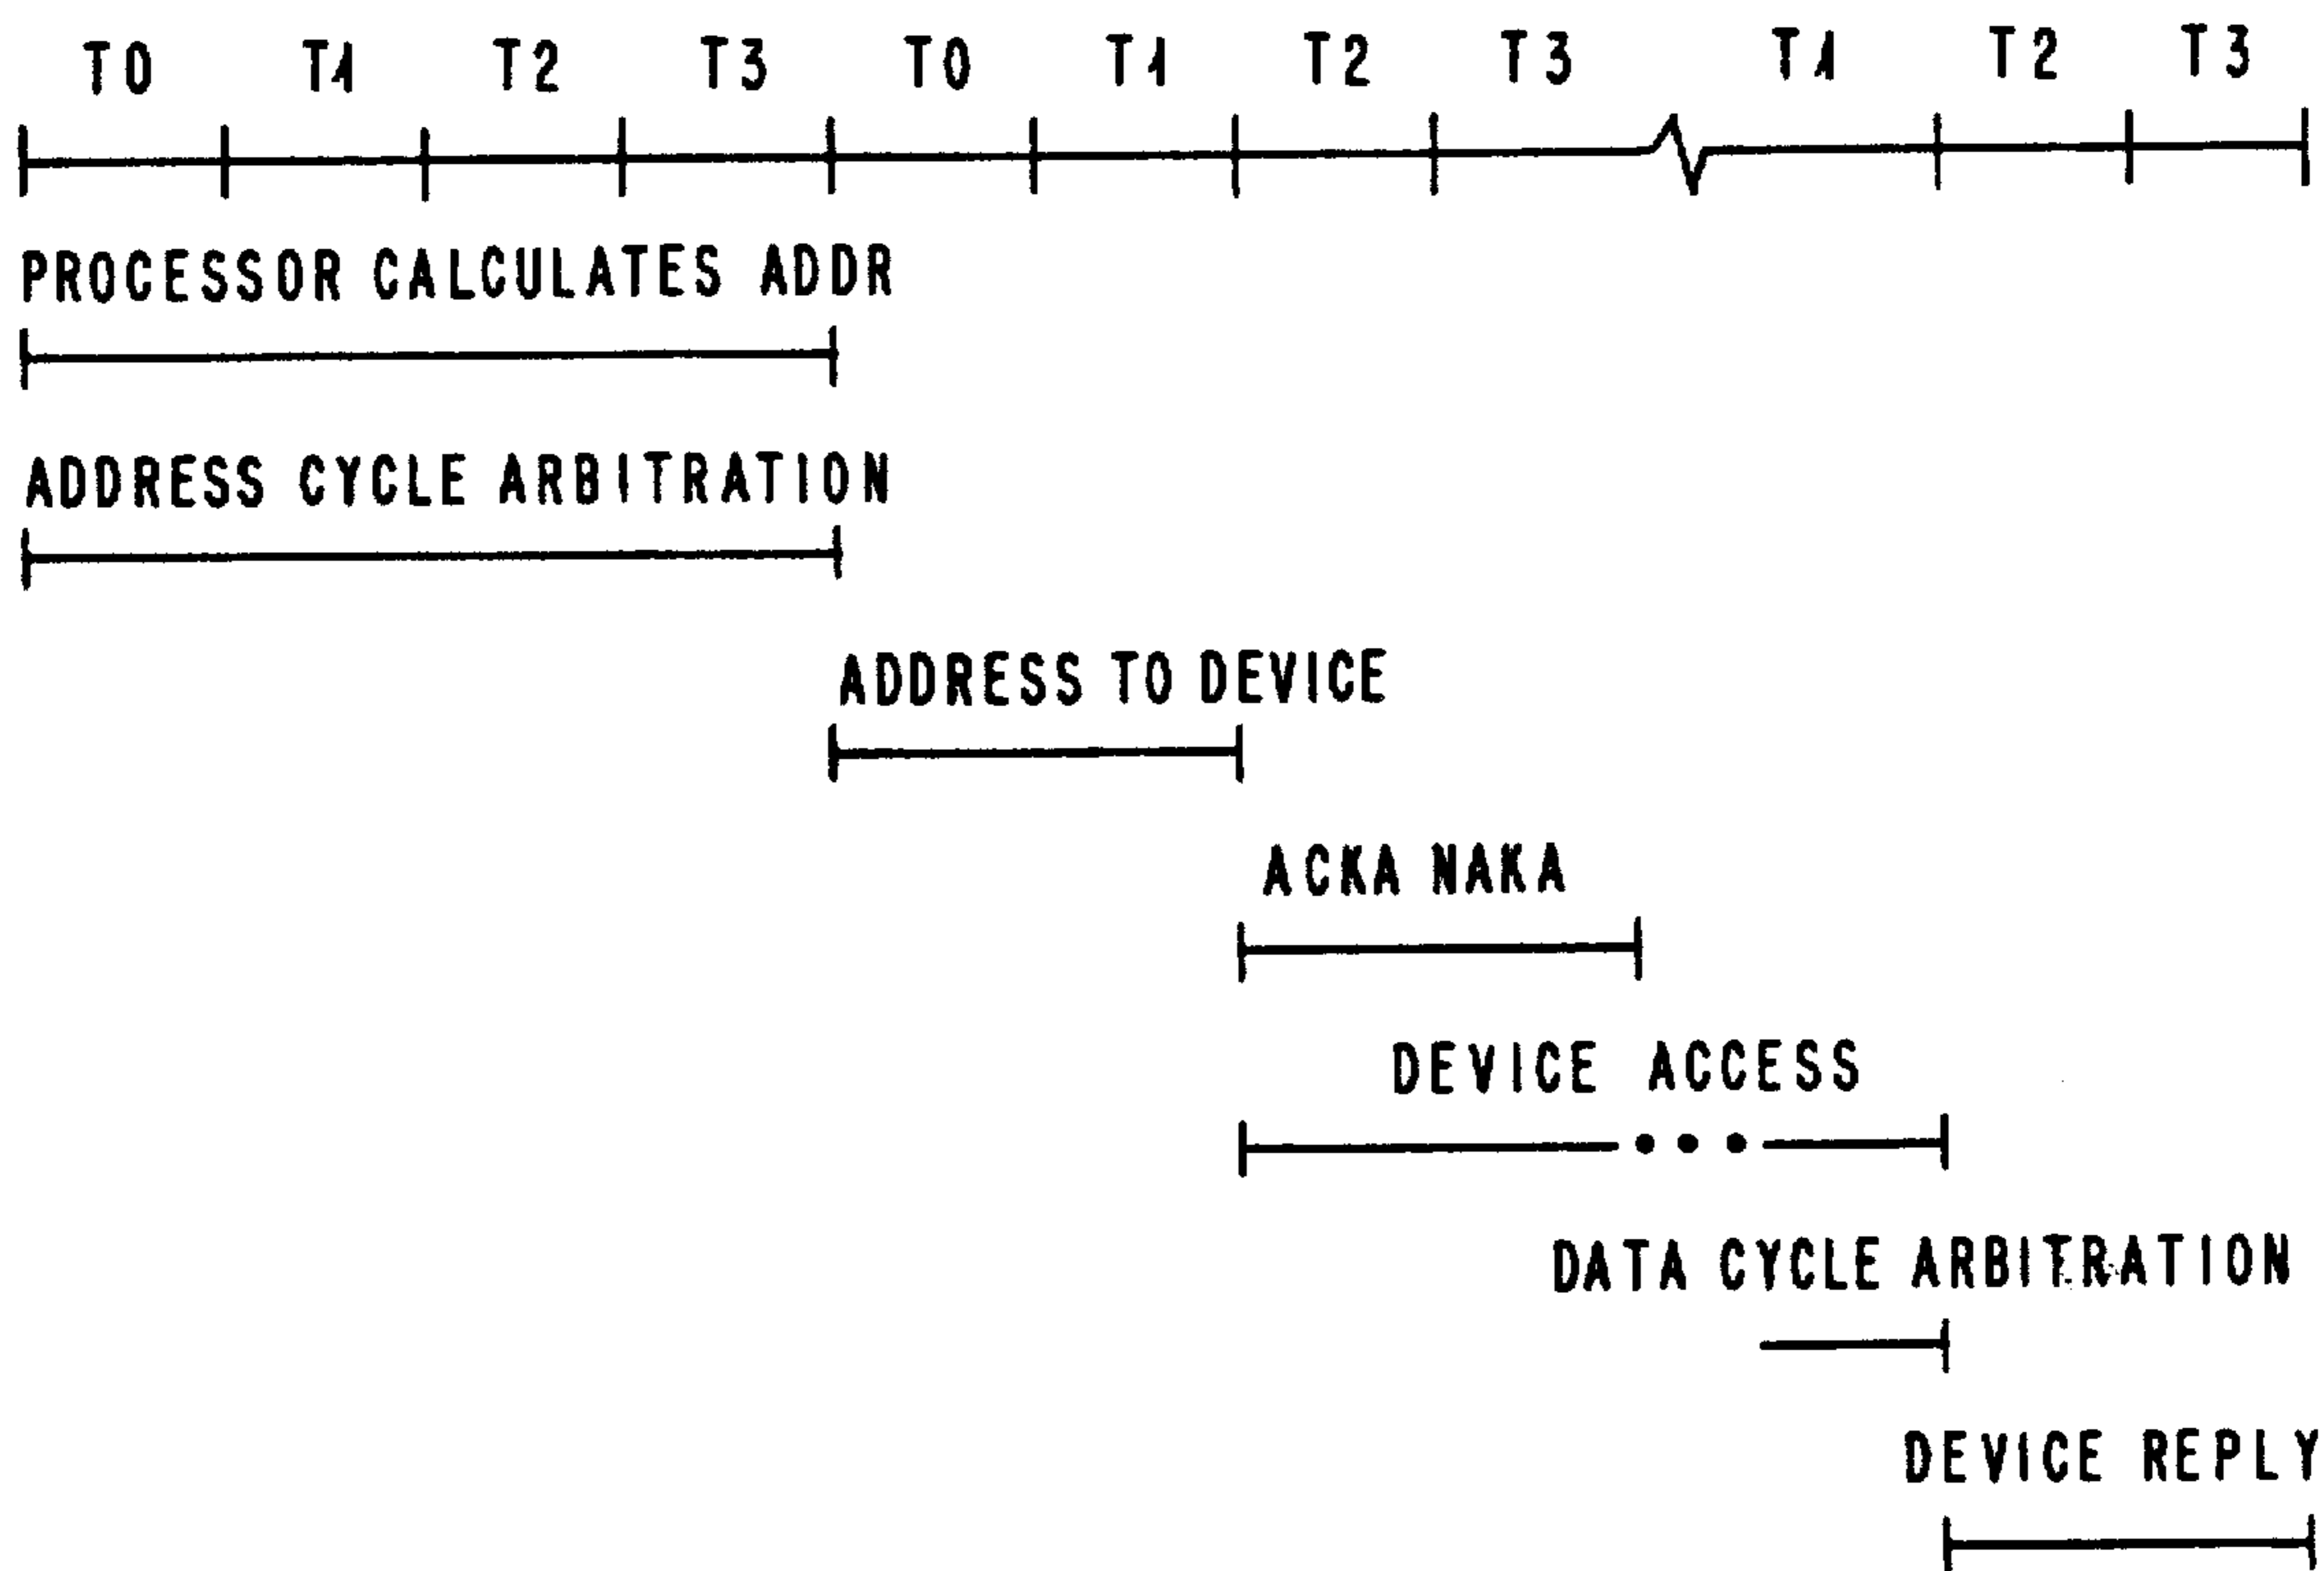 T0 T1 T2 T3 T0 T1 T2 T3 T1 T2 T3
PROCESSOR CALCULATES ADDR
ADDRESS CYCLE ARBITRATION
ADDRESS TO DEVICE
ACKA NAKA
DEVICE ACCESS
DATA CYCLE ARBITRATION
DEVICE REPLY